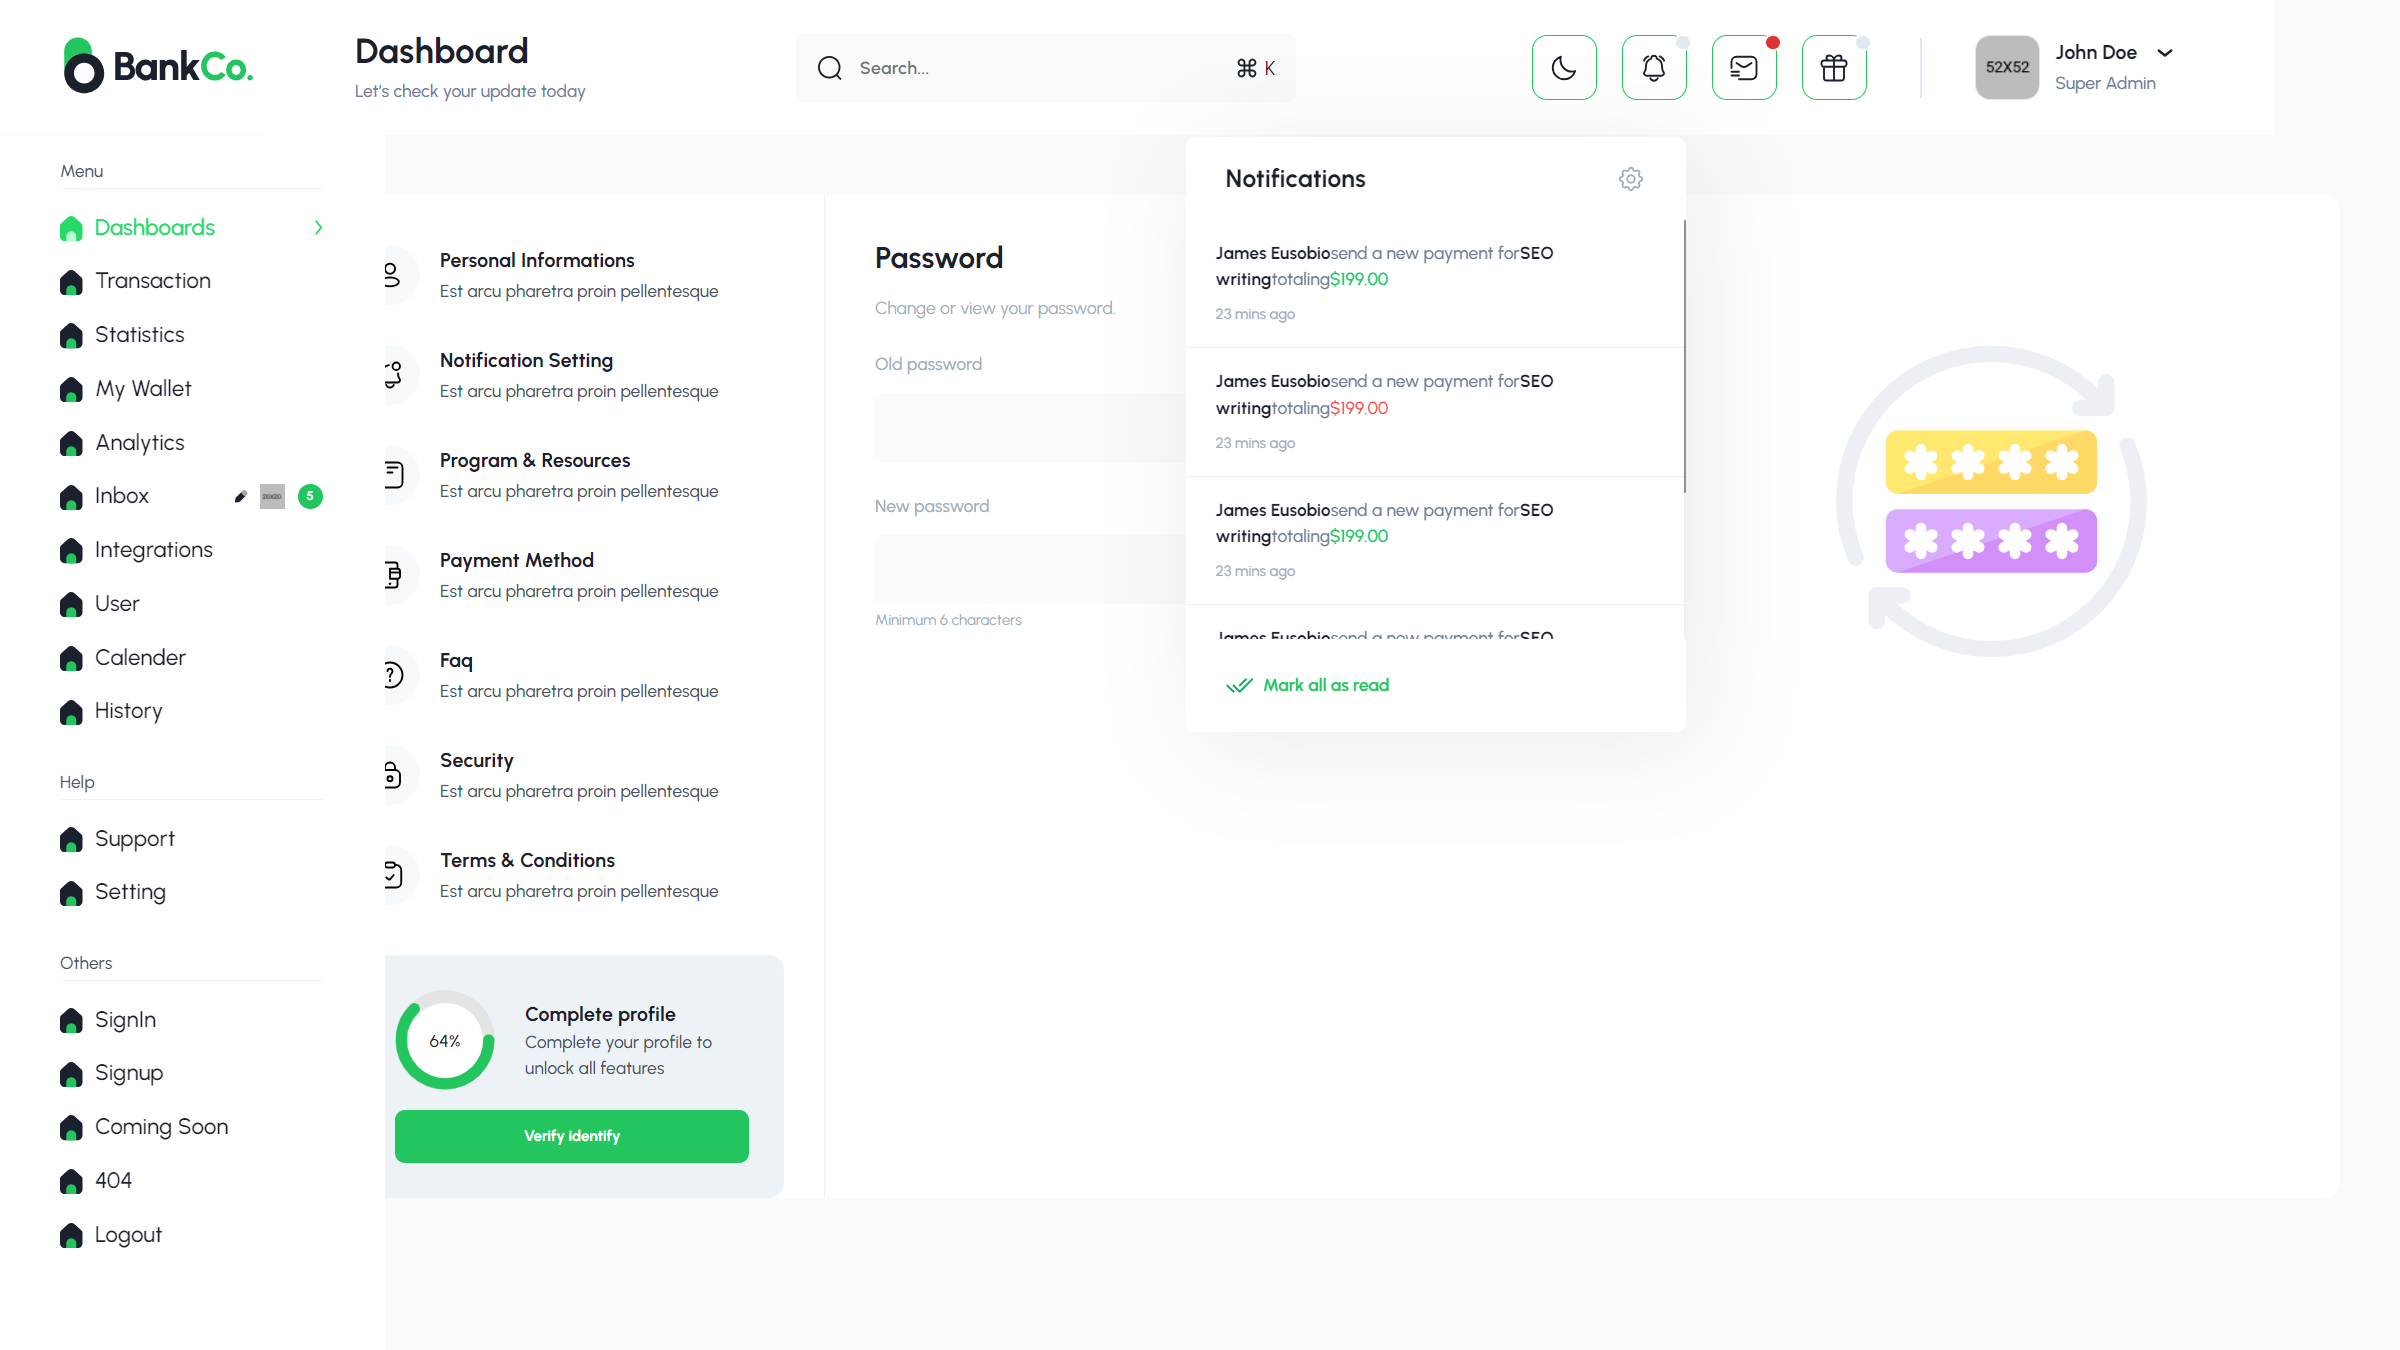 BankCo.
Dashboard
Let's check your update today
Search...
⌘ K
52X52
John Doe
Super Admin
Menu
Dashboards
Transaction
Statistics
My Wallet
Analytics
Inbox
20x20
5
Integrations
User
Calender
History
Help
Support
Setting
Others
SignIn
Signup
Coming Soon
404
Logout
Personal Informations
Est arcu pharetra proin pellentesque
Notification Setting
Est arcu pharetra proin pellentesque
Program & Resources
Est arcu pharetra proin pellentesque
Payment Method
Est arcu pharetra proin pellentesque
Faq
Est arcu pharetra proin pellentesque
Security
Est arcu pharetra proin pellentesque
Terms & Conditions
Est arcu pharetra proin pellentesque
64%
Complete profile
Complete your profile to
unlock all features
Verify identify
Password
Change or view your password.
Old password
New password
Minimum 6 characters
Notifications
James Eusobiosend a new payment forSEO
writingtotaling$199.00
23 mins ago
James Eusobiosend a new payment forSEO
writingtotaling$199.00
23 mins ago
James Eusobiosend a new payment forSEO
writingtotaling$199.00
23 mins ago
James Eusobiosend a new payment forSEO
Mark all as read